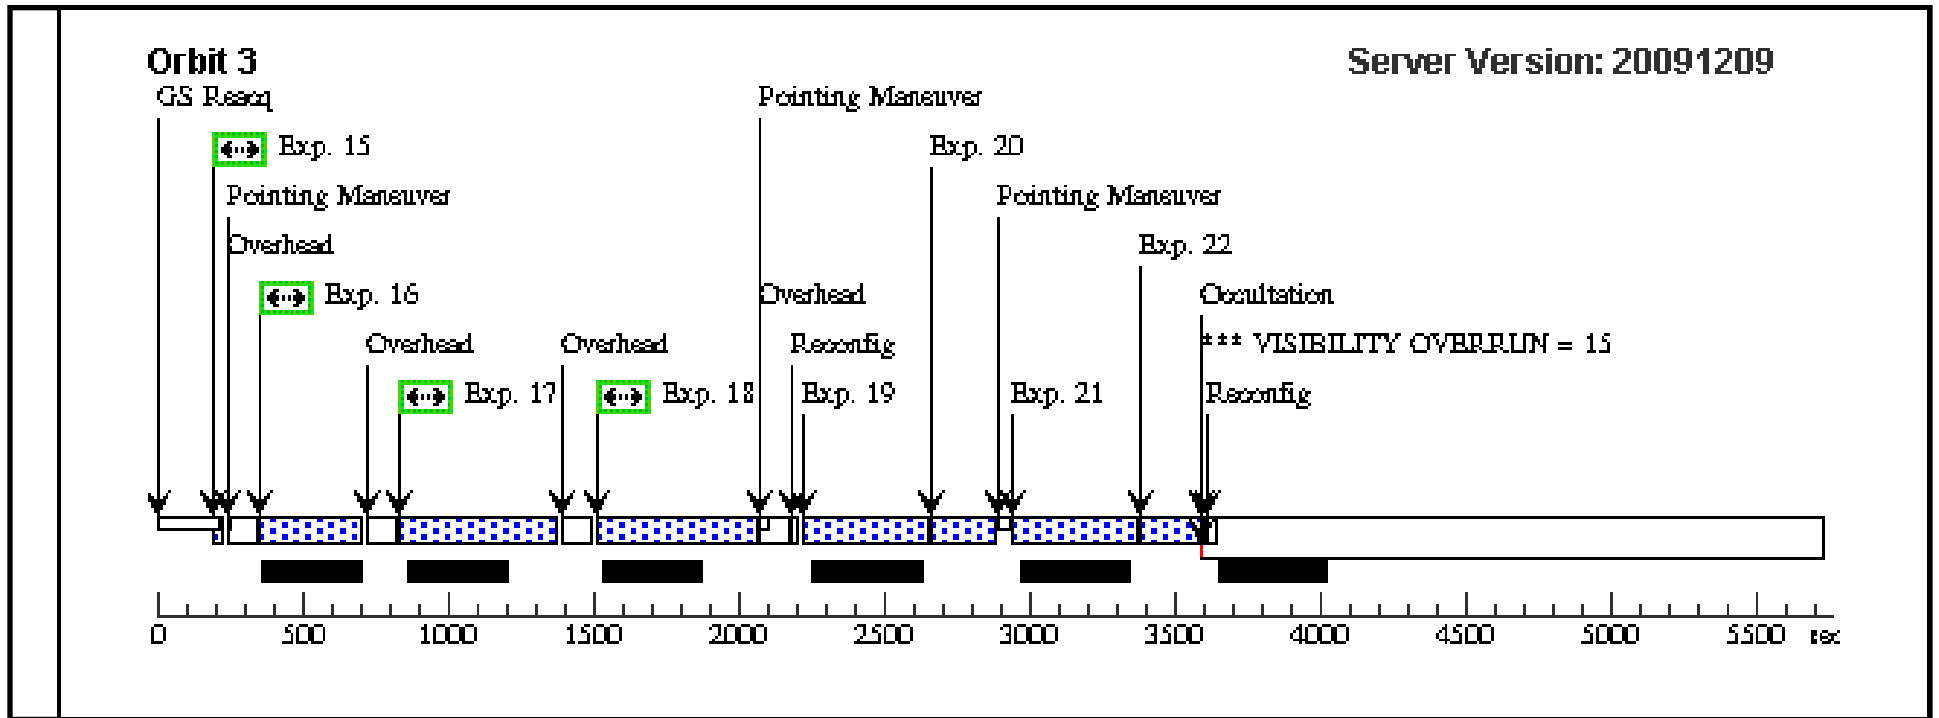 Orbit 3 Server Version: 20091209
GS Reacq Pointing Maneuver
Exp. 15 Exp. 20
Pointing Maneuver Pointing Maneuver
Overhead Exp. 22
Exp. 16 Overhead Occultation
Overhead Overhead Reconfig *** VISIBILITY OVERRUN = 15
Exp. 17 Exp. 18 Exp. 19 Exp. 21 Reconfig
0 500 1000 1500 2000 2500 3000 3500 4000 4500 5000 5500 sec